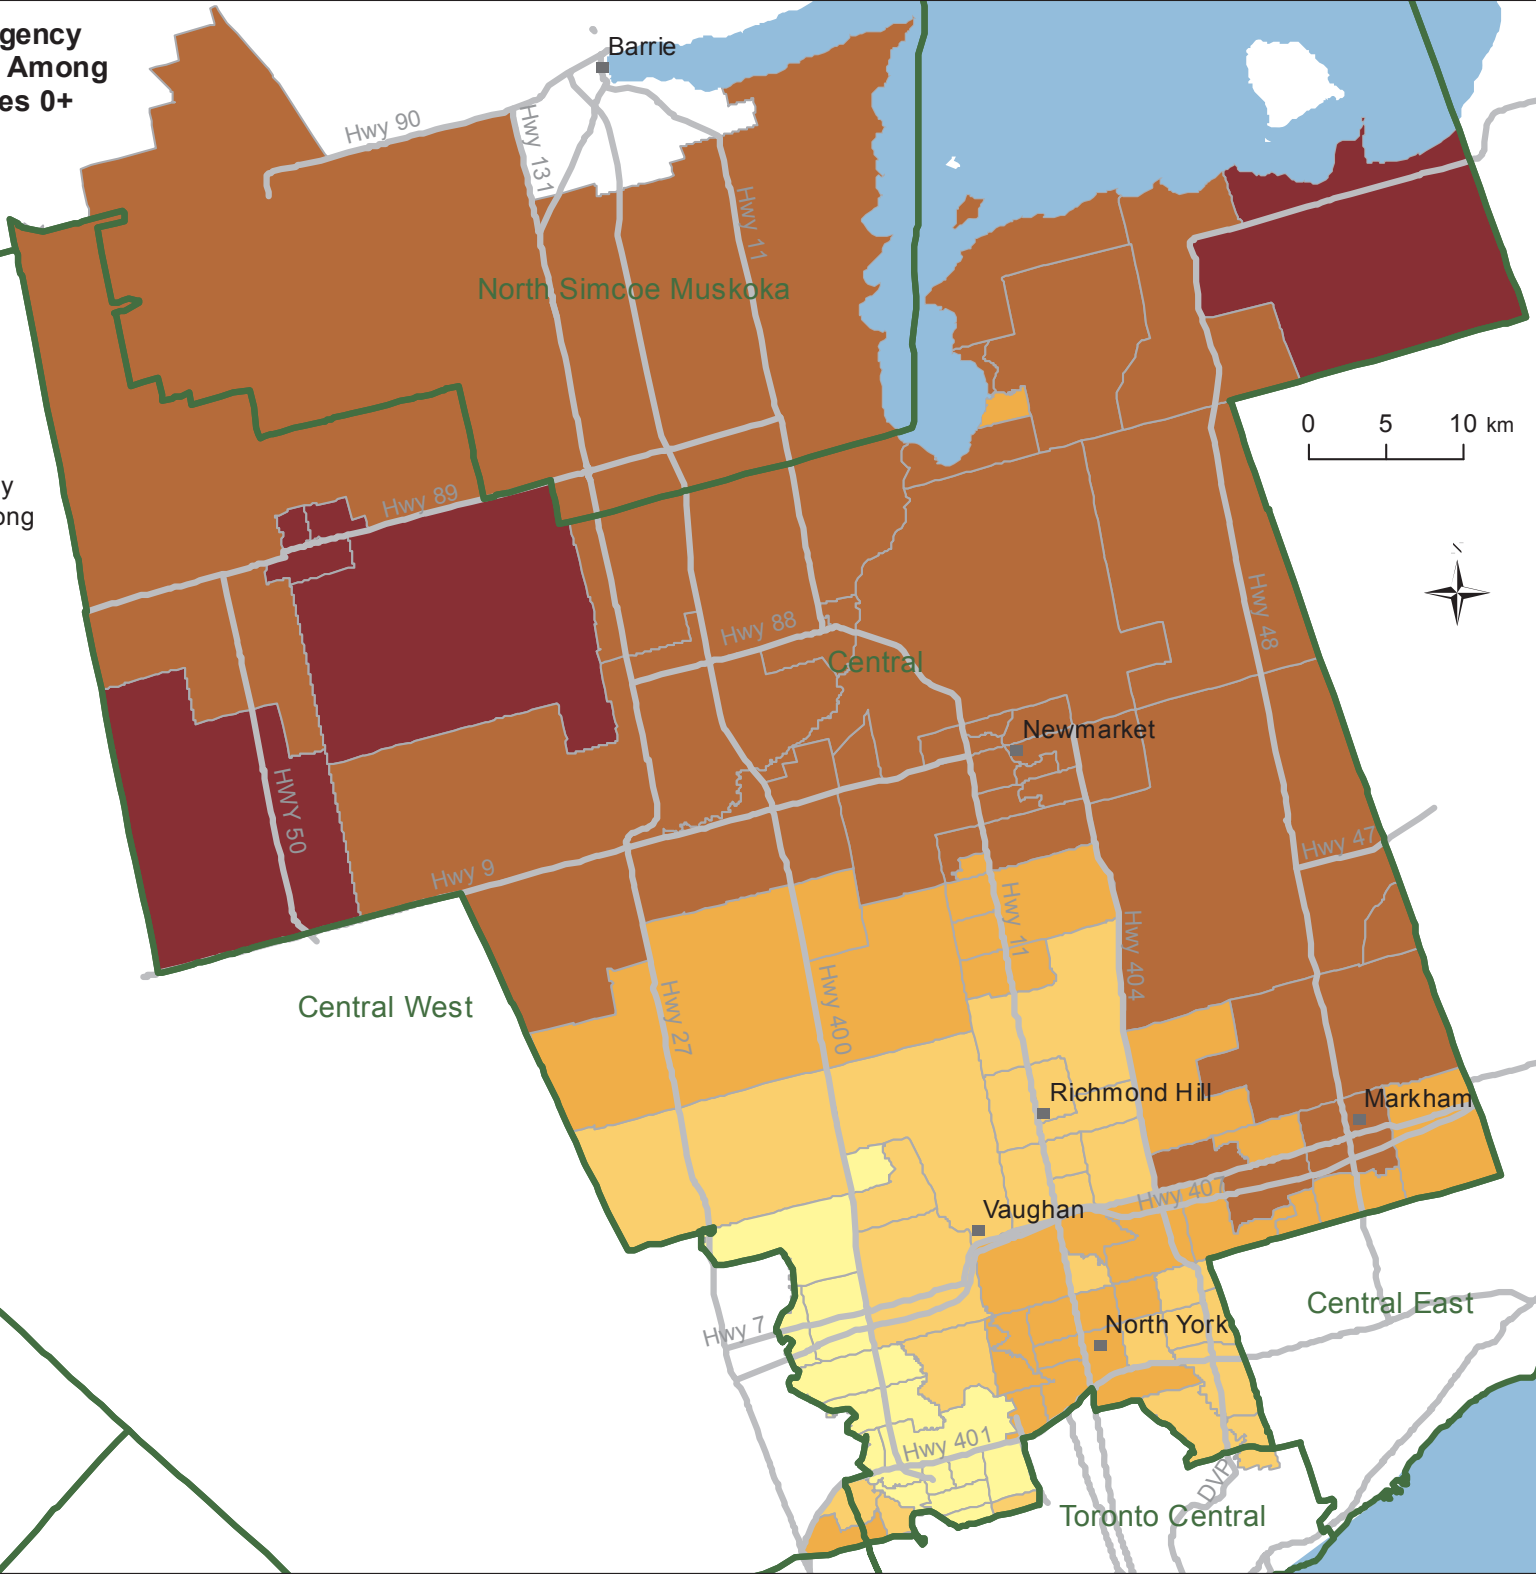 gency
Among
es 0+
Barrie
Hwy 90
Hwy 131
Hwy 11
North Simcoe Muskoka
0 5 10 km
y
ong
Hwy 89
N
Hwy 48
Hwy 88
Central
Newmarket
HWY 50
Hwy 47
Hwy 9
Hwy 11
Hwy 404
Hwy 400
Hwy 27
Central West
Richmond Hill
Markham
Hwy 407
Vaughan
Central East
Hwy 7
North York
Hwy 401
DVP
Toronto Central